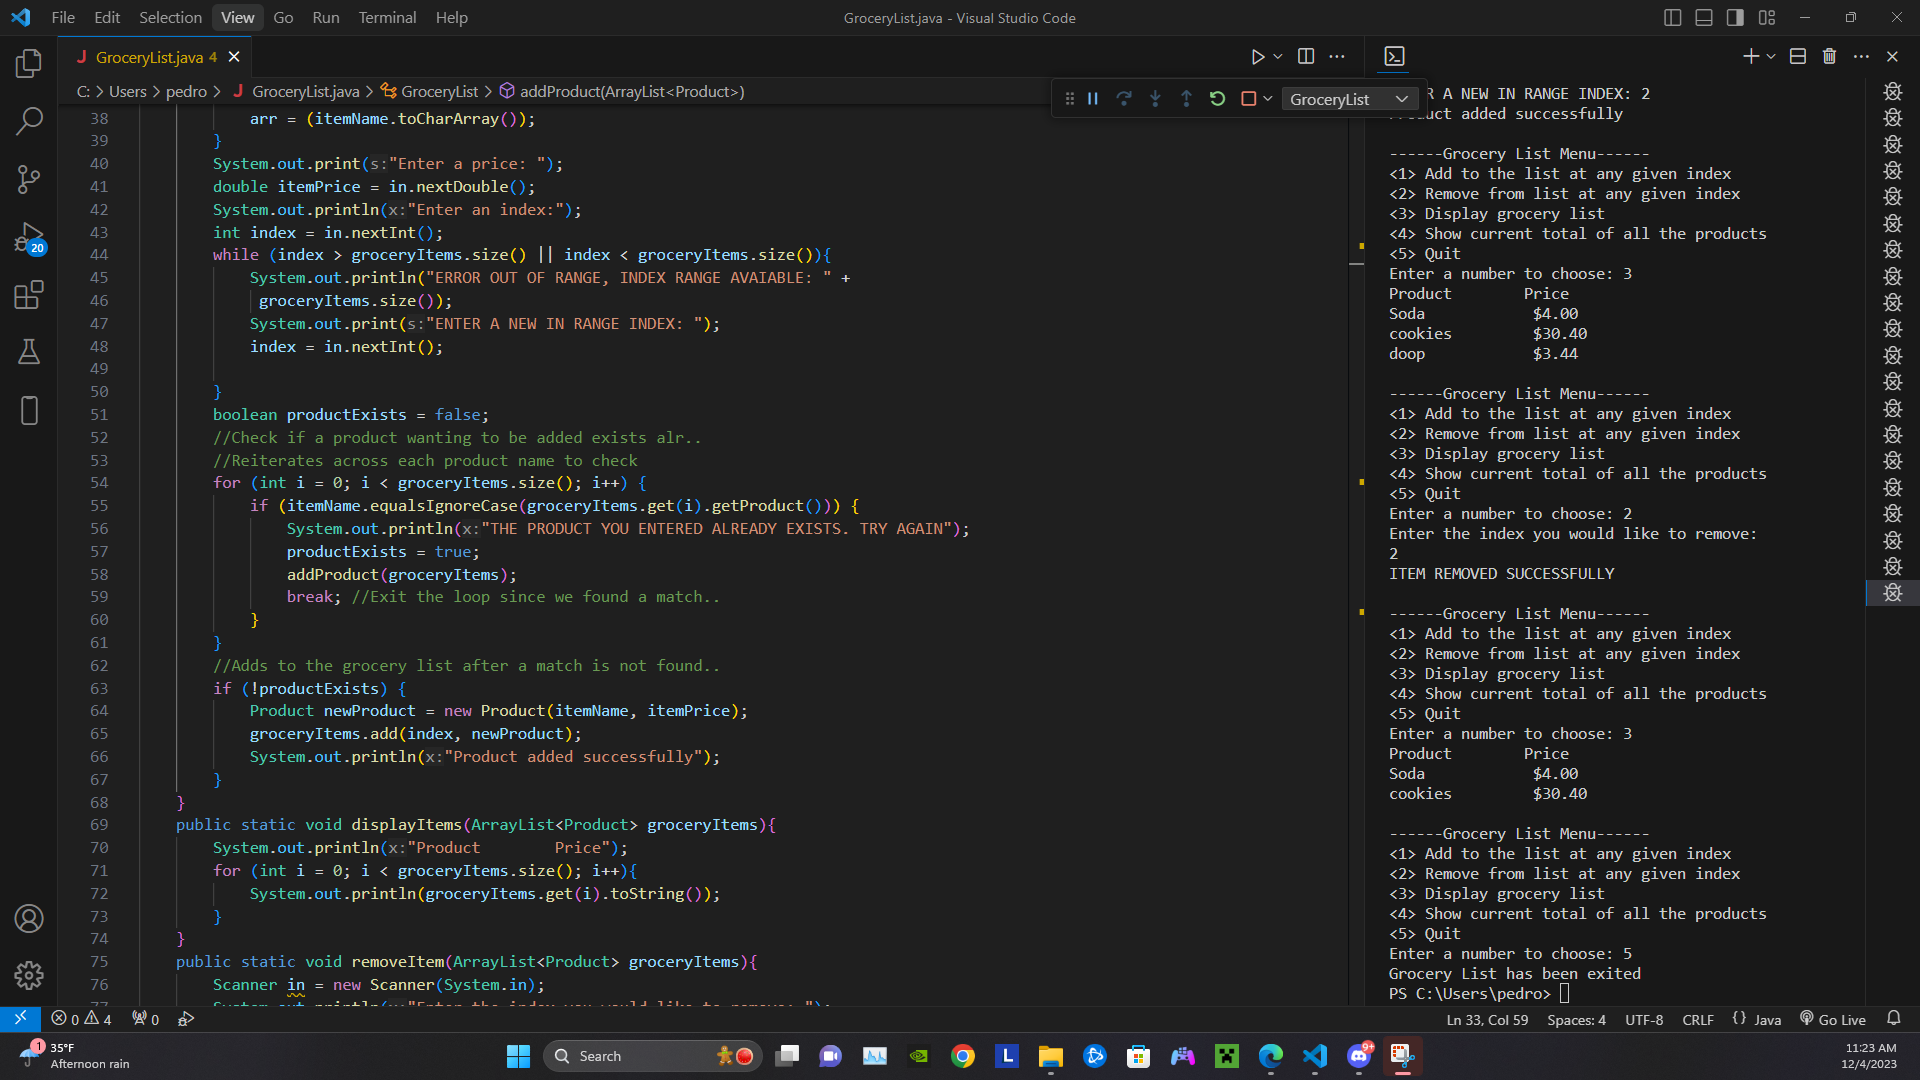 File Edit Selection View Go Run Terminal Help
GroceryList.java - Visual Studio Code
J GroceryList.java 4
C: > Users > pedro > J GroceryList.java > GroceryList > addProduct(ArrayList<Product>)
GroceryList
38 arr = (itemName.toCharArray());
39 }
40 System.out.print(s:"Enter a price: ");
41 double itemPrice = in.nextDouble();
42 System.out.println(x:"Enter an index:");
43 int index = in.nextInt();
44 while (index > groceryItems.size() || index < groceryItems.size()){
45 System.out.println("ERROR OUT OF RANGE, INDEX RANGE AVAIABLE: " +
46 groceryItems.size());
47 System.out.print(s:"ENTER A NEW IN RANGE INDEX: ");
48 index = in.nextInt();
49
50 }
51 boolean productExists = false;
52 //Check if a product wanting to be added exists alr..
53 //Reiterates across each product name to check
54 for (int i = 0; i < groceryItems.size(); i++) {
55 if (itemName.equalsIgnoreCase(groceryItems.get(i).getProduct())) {
56 System.out.println(x:"THE PRODUCT YOU ENTERED ALREADY EXISTS. TRY AGAIN");
57 productExists = true;
58 addProduct(groceryItems);
59 break; //Exit the loop since we found a match..
60 }
61 }
62 //Adds to the grocery list after a match is not found..
63 if (!productExists) {
64 Product newProduct = new Product(itemName, itemPrice);
65 groceryItems.add(index, newProduct);
66 System.out.println(x:"Product added successfully");
67 }
68 }
69 public static void displayItems(ArrayList<Product> groceryItems){
70 System.out.println(x:"Product        Price");
71 for (int i = 0; i < groceryItems.size(); i++){
72 System.out.println(groceryItems.get(i).toString());
73 }
74 }
75 public static void removeItem(ArrayList<Product> groceryItems){
76 Scanner in = new Scanner(System.in);
77 System.out.println(x:"Enter the index you would like to remove: ");
A NEW IN RANGE INDEX: 2
added successfully
------Grocery List Menu------
<1> Add to the list at any given index
<2> Remove from list at any given index
<3> Display grocery list
<4> Show current total of all the products
<5> Quit
Enter a number to choose: 3
Product        Price
Soda            $4.00
cookies         $30.40
doop            $3.44
------Grocery List Menu------
<1> Add to the list at any given index
<2> Remove from list at any given index
<3> Display grocery list
<4> Show current total of all the products
<5> Quit
Enter a number to choose: 2
Enter the index you would like to remove:
2
ITEM REMOVED SUCCESSFULLY
------Grocery List Menu------
<1> Add to the list at any given index
<2> Remove from list at any given index
<3> Display grocery list
<4> Show current total of all the products
<5> Quit
Enter a number to choose: 3
Product        Price
Soda            $4.00
cookies         $30.40
------Grocery List Menu------
<1> Add to the list at any given index
<2> Remove from list at any given index
<3> Display grocery list
<4> Show current total of all the products
<5> Quit
Enter a number to choose: 5
Grocery List has been exited
PS C:\Users\pedro>
20
0 4 0
Ln 33, Col 59 Spaces: 4 UTF-8 CRLF {} Java Go Live
1
35°F
Afternoon rain
Search
L
9+
11:23 AM
12/4/2023